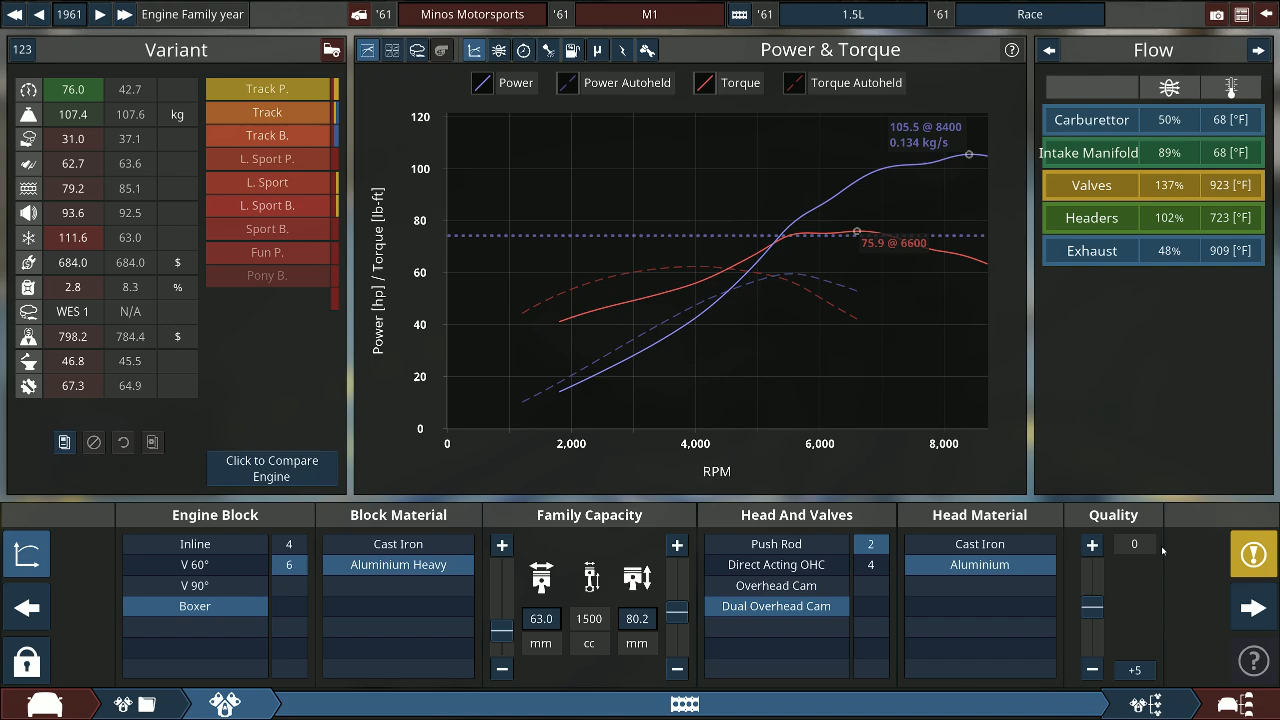 1961
Engine Family year
'61
Minos Motorsports
'61
M1
'61
1.5L
'61
Race
123
Variant
76.0 42.7
107.4 107.6 kg
31.0 37.1
62.7 63.6
79.2 85.1
93.6 92.5
111.6 63.0
684.0 684.0 $
2.8 8.3 %
WES 1 N/A
798.2 784.4 $
46.8 45.5
67.3 64.9
Track P.
Track
Track B.
L. Sport P.
L. Sport
L. Sport B.
Sport B.
Fun P.
Pony B.
Click to Compare
Engine
Power & Torque
Power
Power Autoheld
Torque
Torque Autoheld
Power [hp] / Torque [lb-ft]
120
100
80
60
40
20
0
105.5 @ 8400
0.134 kg/s
75.9 @ 6600
0 2,000 4,000 6,000 8,000
RPM
Flow
Carburettor 50% 68 [°F]
Intake Manifold 89% 68 [°F]
Valves 137% 923 [°F]
Headers 102% 723 [°F]
Exhaust 48% 909 [°F]
Engine Block
Inline
V 60°
V 90°
Boxer
4
6
Block Material
Cast Iron
Aluminium Heavy
Family Capacity
63.0 1500 80.2
mm cc mm
Head And Valves
Push Rod
Direct Acting OHC
Overhead Cam
Dual Overhead Cam
2
4
Head Material
Cast Iron
Aluminium
Quality
0
+5